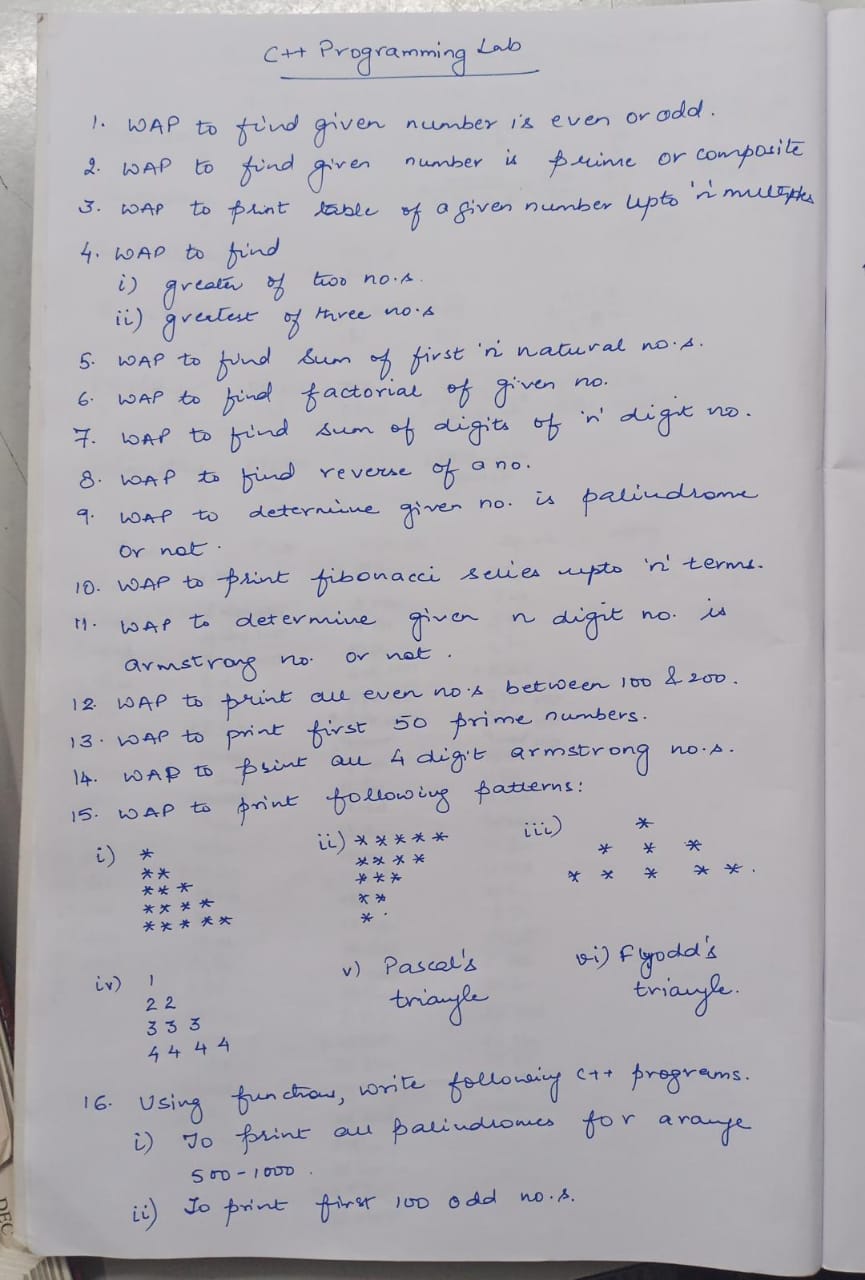 C++ Programming Lab
1. WAP to find given number is even or odd.
2. WAP to find given number is prime or composite
3. WAP to print table of a given number upto 'n' multiples
4. WAP to find
i) greater of two no.s.
ii) greatest of three no.s
5. WAP to find sum of first 'n' natural no.s.
6. WAP to find factorial of given no.
7. WAP to find sum of digits of 'n' digit no.
8. WAP to find reverse of a no.
9. WAP to determine given no. is palindrome
or not.
10. WAP to print fibonacci series upto 'n' terms.
11. WAP to determine given n digit no. is
armstrong no. or not.
12. WAP to print all even no.s between 100 & 200.
13. WAP to print first 50 prime numbers.
14. WAP to print all 4 digit armstrong no.s.
15. WAP to print following patterns:
i) * ii) * * * * * iii) *
* * * * * * * * *
* * * * * * * * * * *
* * * * * *
* * * * * *
iv) 1 v) Pascal's vi) Flyodd's
2 2 triangle triangle.
3 3 3
4 4 4 4
16. Using functions, write following C++ programs.
i) To print all palindromes for a range
500-1000.
ii) To print first 100 odd no.s.
DEC